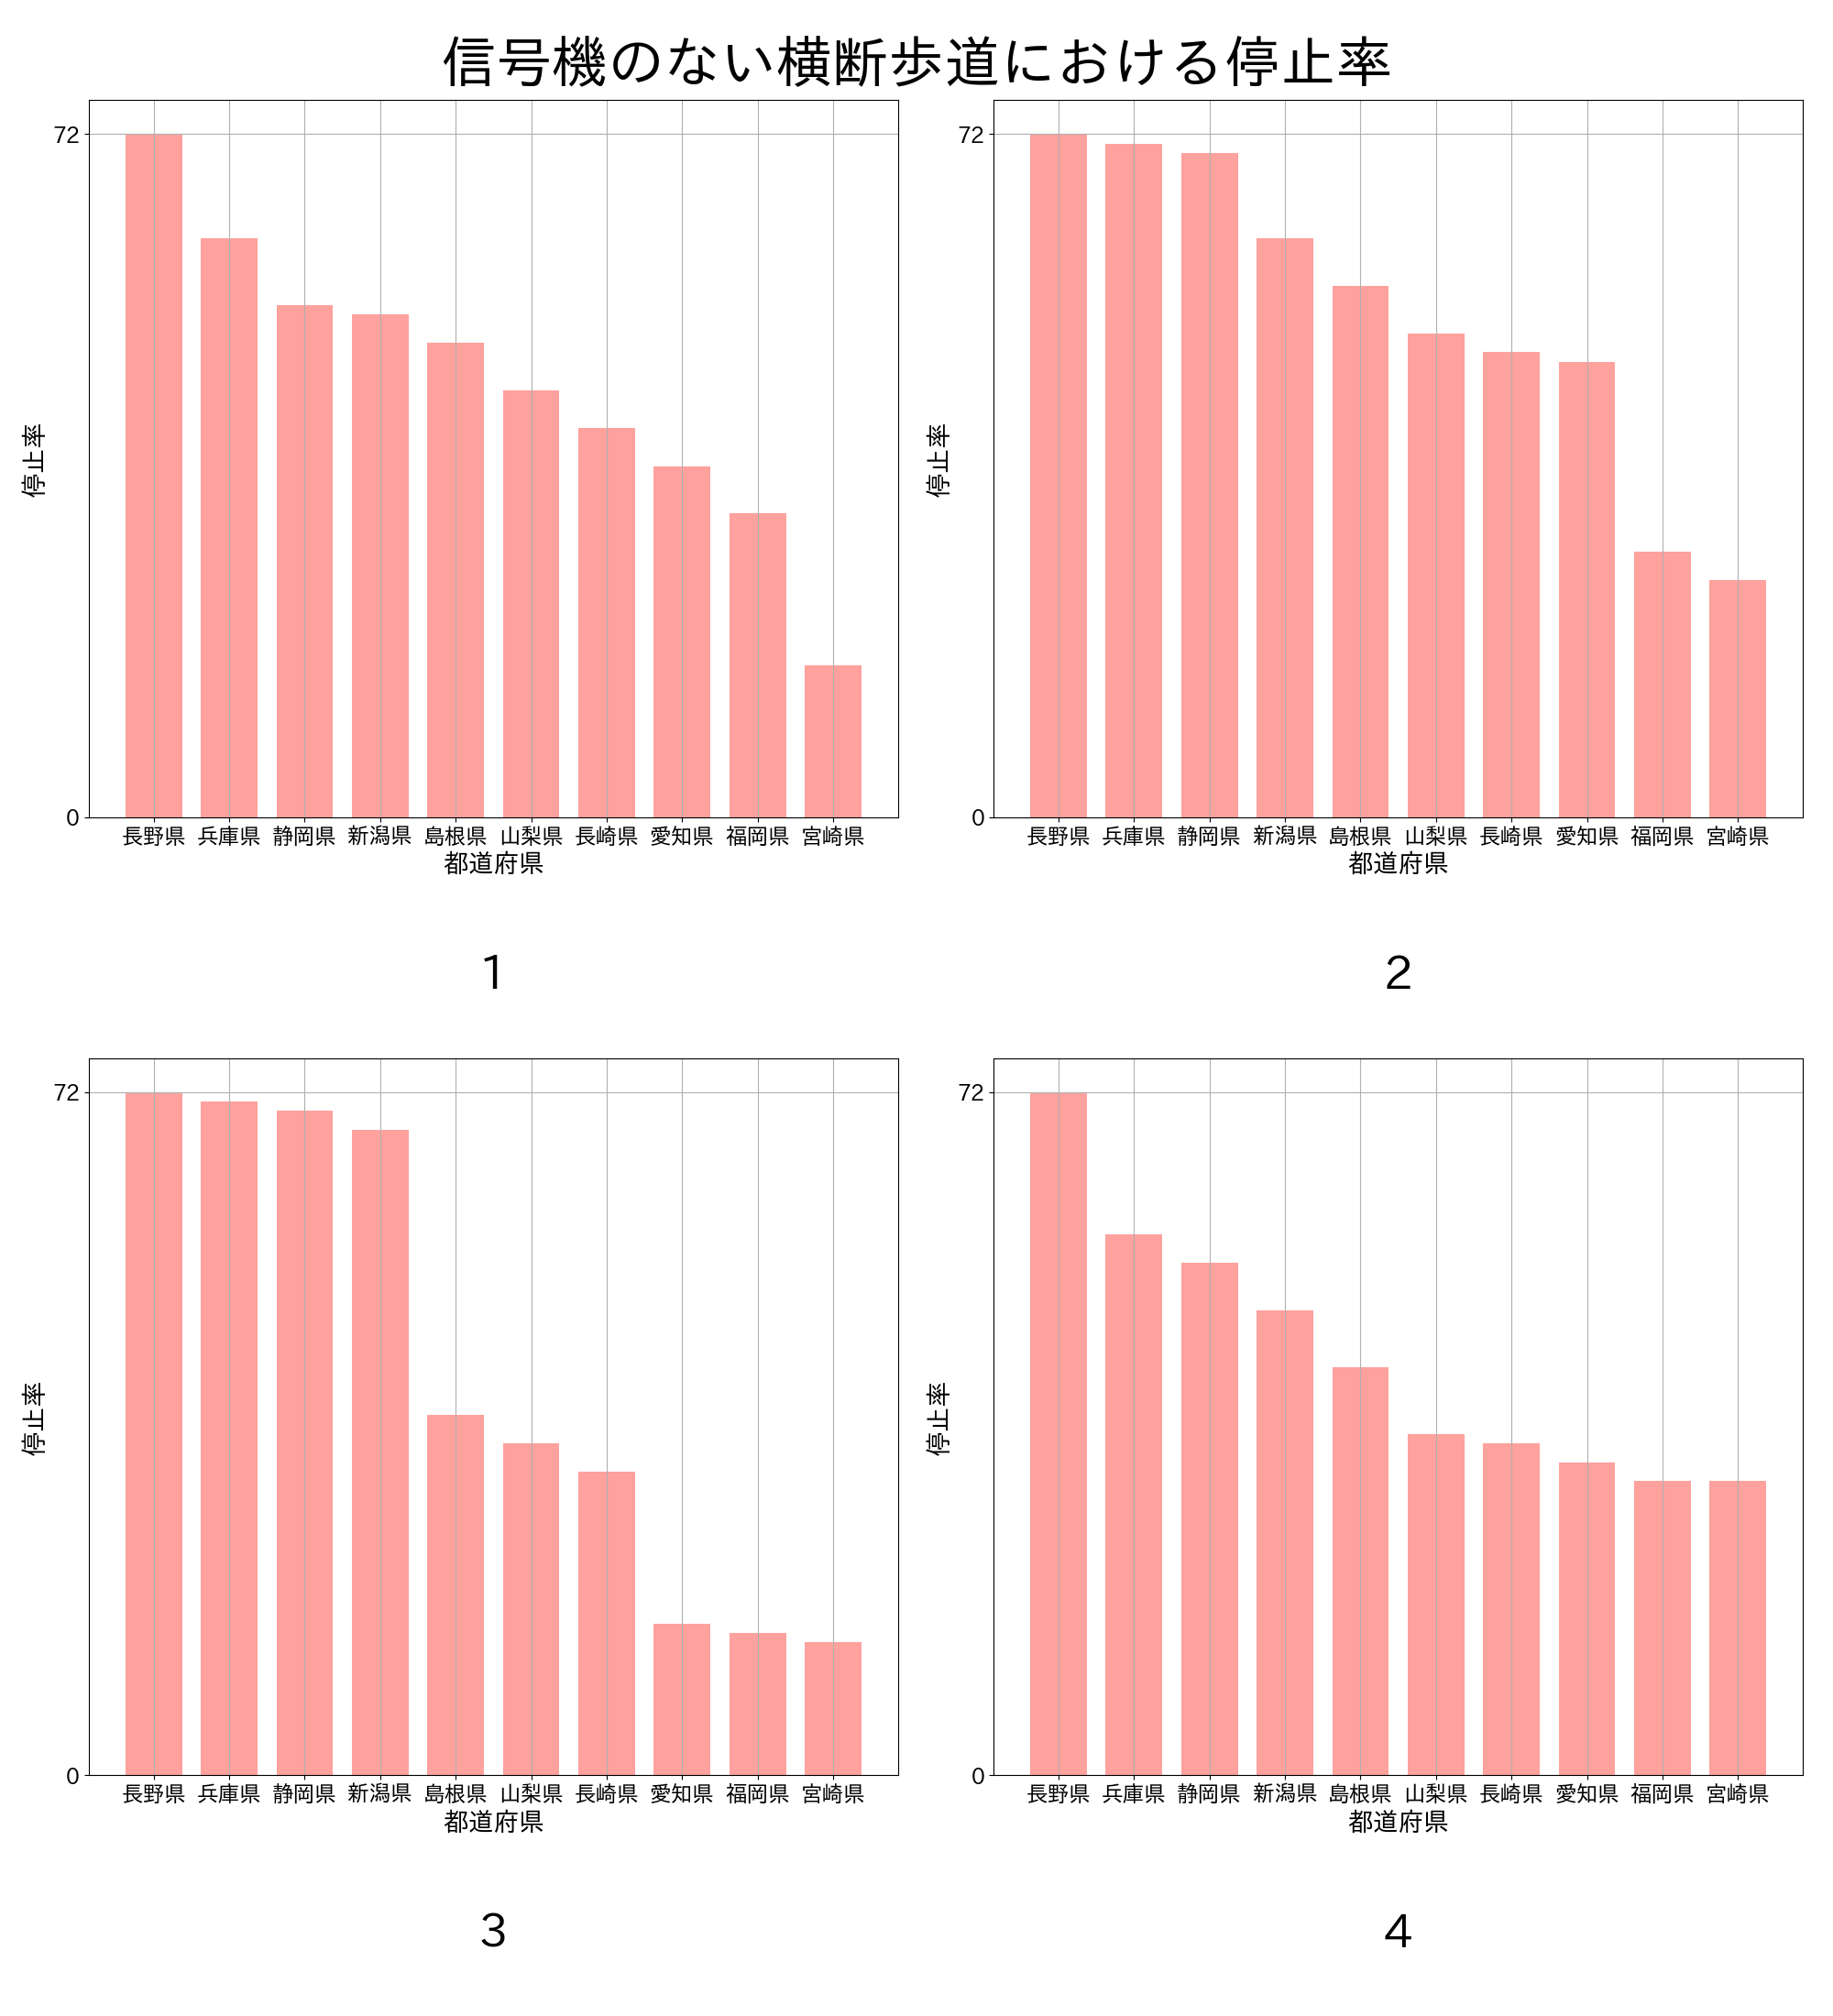 信号機のない横断歩道における停止率
72
停止率
0
長野県 兵庫県 静岡県 新潟県 島根県 山梨県 長崎県 愛知県 福岡県 宮崎県
都道府県
1
72
停止率
0
長野県 兵庫県 静岡県 新潟県 島根県 山梨県 長崎県 愛知県 福岡県 宮崎県
都道府県
2
72
停止率
0
長野県 兵庫県 静岡県 新潟県 島根県 山梨県 長崎県 愛知県 福岡県 宮崎県
都道府県
3
72
停止率
0
長野県 兵庫県 静岡県 新潟県 島根県 山梨県 長崎県 愛知県 福岡県 宮崎県
都道府県
4